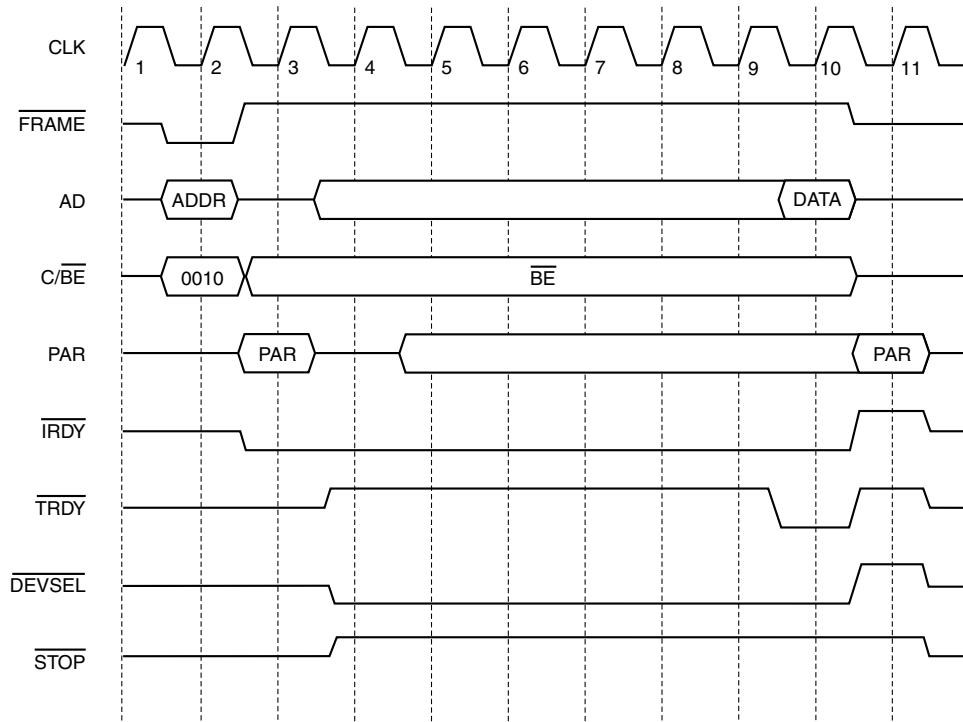 CLK
1 2 3 4 5 6 7 8 9 10 11
FRAME
AD ADDR DATA
C/BE 0010 BE
PAR PAR PAR
IRDY
TRDY
DEVSEL
STOP